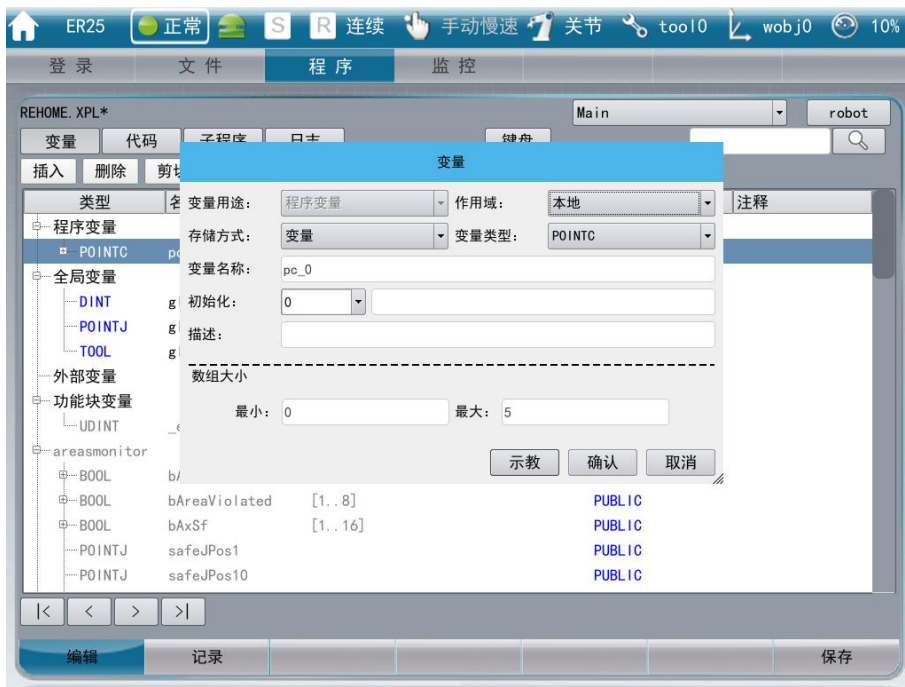 ER25 正常 S R 连续 手动慢速 关节 tool0 wobj0 10%
登录 文件 程序 监控
REHOME.XPL* Main robot
变量 代码 子程序 日志 键盘
插入 删除
变量
类型 注释
变量用途： 程序变量 作用域： 本地
存储方式： 变量 变量类型： POINTC
变量名称： pc_0
初始化： 0
描述：
数组大小
最小： 0 最大： 5
示教 确认 取消
程序变量
POINTC
全局变量
DINT
POINTJ
TOOL
外部变量
功能块变量
UDINT
areasmonitor
BOOL
BOOL bAreaViolated [1..8] PUBLIC
BOOL bAxSf [1..16] PUBLIC
POINTJ safeJPos1 PUBLIC
POINTJ safeJPos10 PUBLIC
|< < > >|
编辑 记录 保存